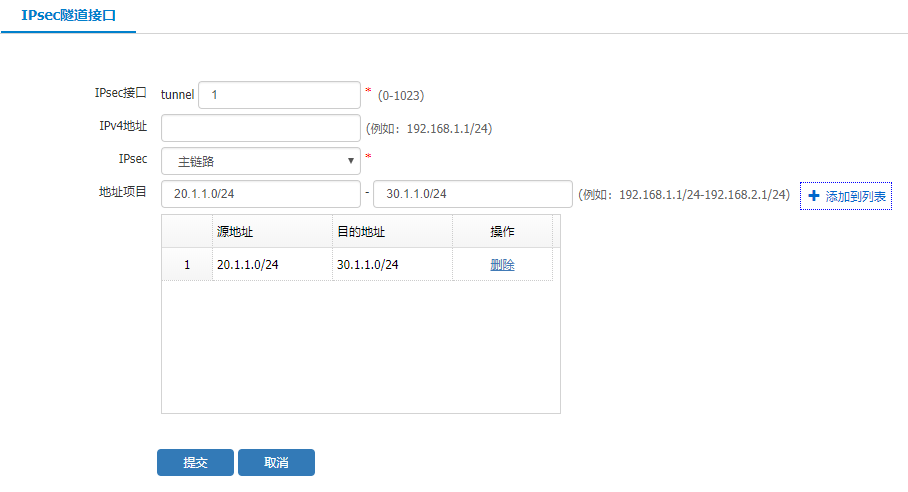 IPsec隧道接口
IPsec接口 tunnel 1 * (0-1023)
IPv4地址 (例如：192.168.1.1/24)
IPsec 主链路 *
地址项目 20.1.1.0/24 - 30.1.1.0/24 (例如：192.168.1.1/24-192.168.2.1/24) 添加到列表
源地址 目的地址 操作
1 20.1.1.0/24 30.1.1.0/24 删除
提交 取消